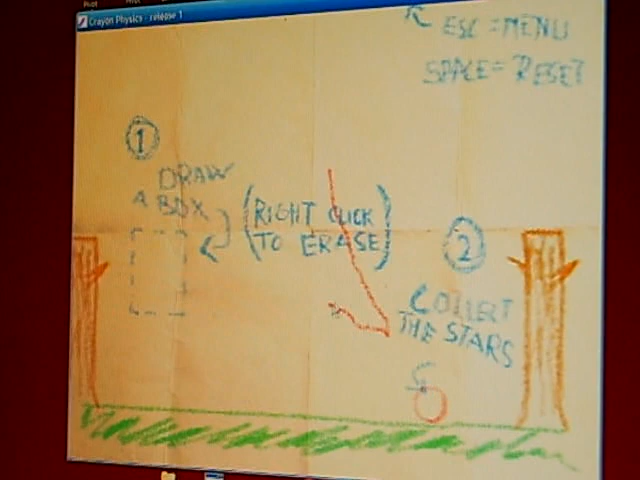 Crayon Physics - release 1
ESC = MENU
SPACE = RESET
1
DRAW
A BOX
(RIGHT CLICK
TO ERASE)
2
COLLECT
THE STARS